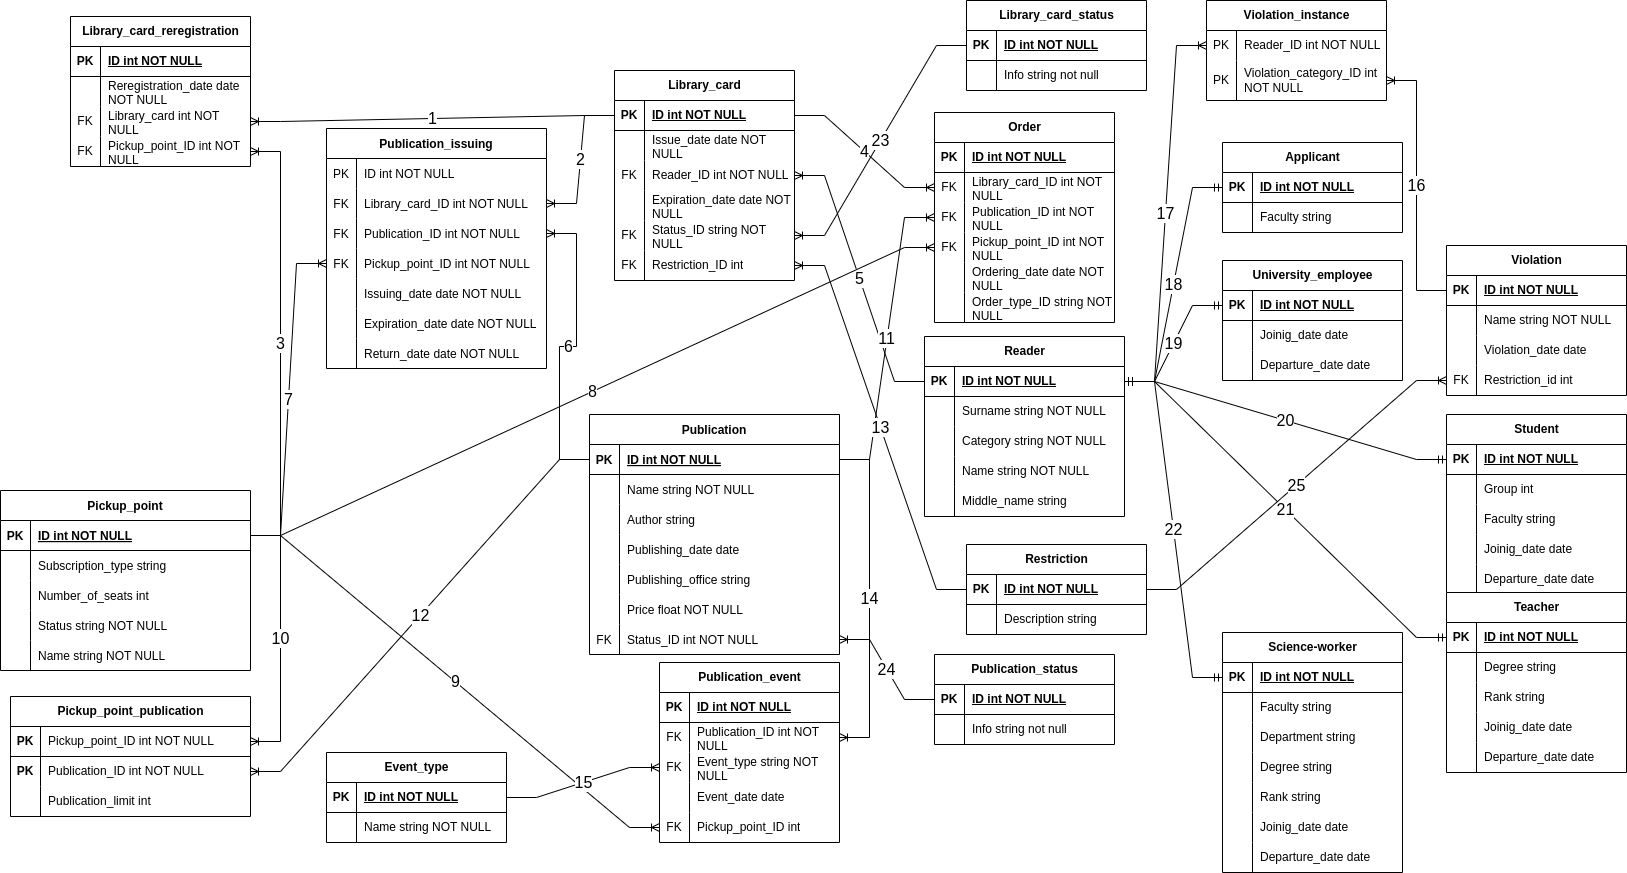 Library_card_reregistration
PK ID int NOT NULL
Reregistration_date date
NOT NULL
FK Library_card int NOT
NULL
FK Pickup_point_ID int NOT
NULL
Publication_issuing
PK ID int NOT NULL
FK Library_card_ID int NOT NULL
FK Publication_ID int NOT NULL
FK Pickup_point_ID int NOT NULL
Issuing_date date NOT NULL
Expiration_date date NOT NULL
Return_date date NOT NULL
Library_card
PK ID int NOT NULL
Issue_date date NOT
NULL
FK Reader_ID int NOT NULL
Expiration_date date NOT
NULL
FK Status_ID string NOT
NULL
FK Restriction_ID int
Library_card_status
PK ID int NOT NULL
Info string not null
Order
PK ID int NOT NULL
FK Library_card_ID int NOT
NULL
FK Publication_ID int NOT
NULL
FK Pickup_point_ID int NOT
NULL
Ordering_date date NOT
NULL
Order_type_ID string NOT
NULL
Violation_instance
PK Reader_ID int NOT NULL
PK Violation_category_ID int
NOT NULL
Applicant
PK ID int NOT NULL
Faculty string
University_employee
PK ID int NOT NULL
Joinig_date date
Departure_date date
Violation
PK ID int NOT NULL
Name string NOT NULL
Violation_date date
FK Restriction_id int
Reader
PK ID int NOT NULL
Surname string NOT NULL
Category string NOT NULL
Name string NOT NULL
Middle_name string
Publication
PK ID int NOT NULL
Name string NOT NULL
Author string
Publishing_date date
Publishing_office string
Price float NOT NULL
FK Status_ID int NOT NULL
Student
PK ID int NOT NULL
Group int
Faculty string
Joinig_date date
Departure_date date
Teacher
PK ID int NOT NULL
Degree string
Rank string
Joinig_date date
Departure_date date
Pickup_point
PK ID int NOT NULL
Subscription_type string
Number_of_seats int
Status string NOT NULL
Name string NOT NULL
Restriction
PK ID int NOT NULL
Description string
Science-worker
PK ID int NOT NULL
Faculty string
Department string
Degree string
Rank string
Joinig_date date
Departure_date date
Publication_status
PK ID int NOT NULL
Info string not null
Publication_event
PK ID int NOT NULL
FK Publication_ID int NOT
NULL
FK Event_type string NOT
NULL
Event_date date
FK Pickup_point_ID int
Pickup_point_publication
PK Pickup_point_ID int NOT NULL
PK Publication_ID int NOT NULL
Publication_limit int
Event_type
PK ID int NOT NULL
Name string NOT NULL
1
2
3
4
5
6
7
8
9
10
11
12
13
14
15
16
17
18
19
20
21
22
23
24
25